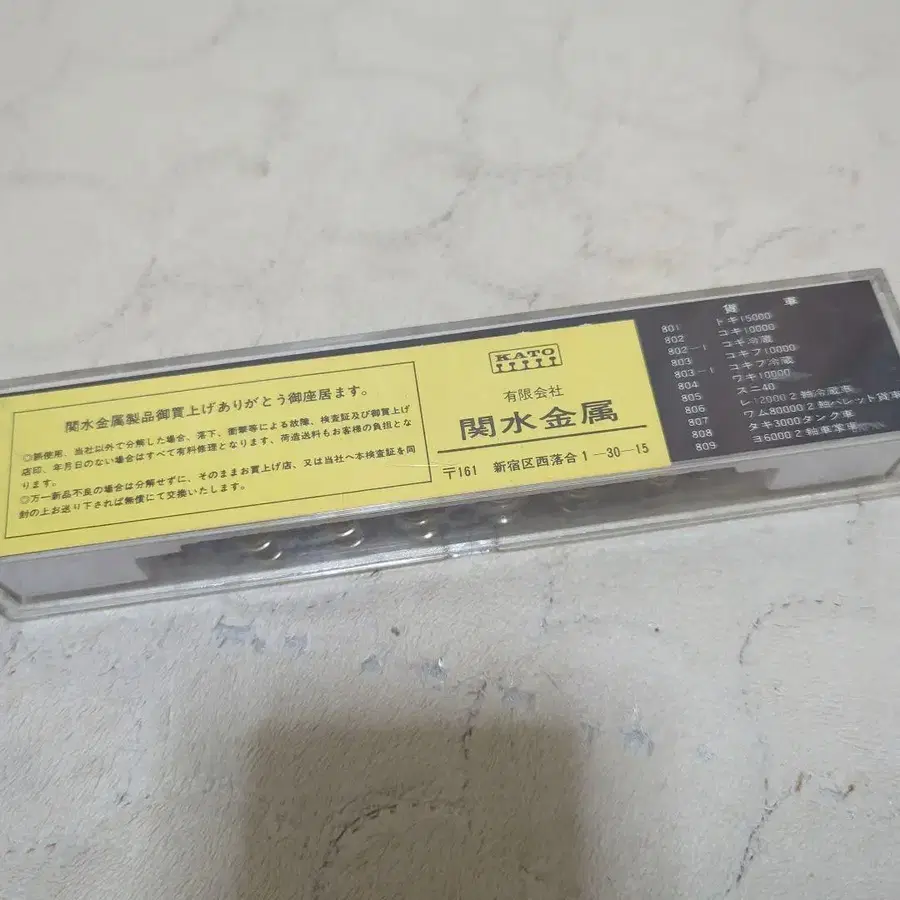 関水金属製品御買上げありがとう御座居ます。
◎誤使用、当社以外で分解した場合、落下、衝撃等による故障、検査証及び御買上げ
店印、年月日のない場合はすべて有料修理となります、荷造送料もお客様の負担とな
ります。
◎万一新品不良の場合は分解せずに、そのままお買上げ店、又は当社へ本検査証を同
封の上お送り下されば無償にて交換いたします。
KATO
有限会社
関水金属
〒161 新宿区西落合1-30-15
貨車
801 トキ15000
802 コキ10000
802-1 コキ冷蔵
803 コキフ10000
803-1 コキフ冷蔵
804 ワキ10000
805 スニ40
806 レ12000 2軸冷蔵車
807 ワム80000 2軸パレット貨車
808 タキ3000タンク車
809 ヨ6000 2軸車掌車